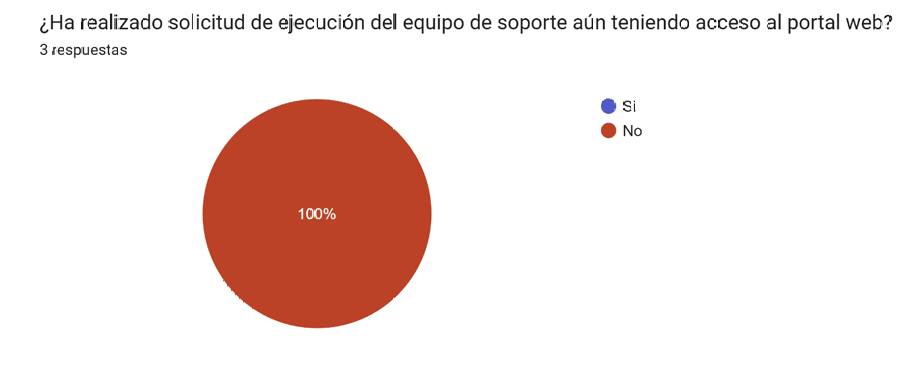 ¿Ha realizado solicitud de ejecución del equipo de soporte aún teniendo acceso al portal web?
3 respuestas
Si
No
100%